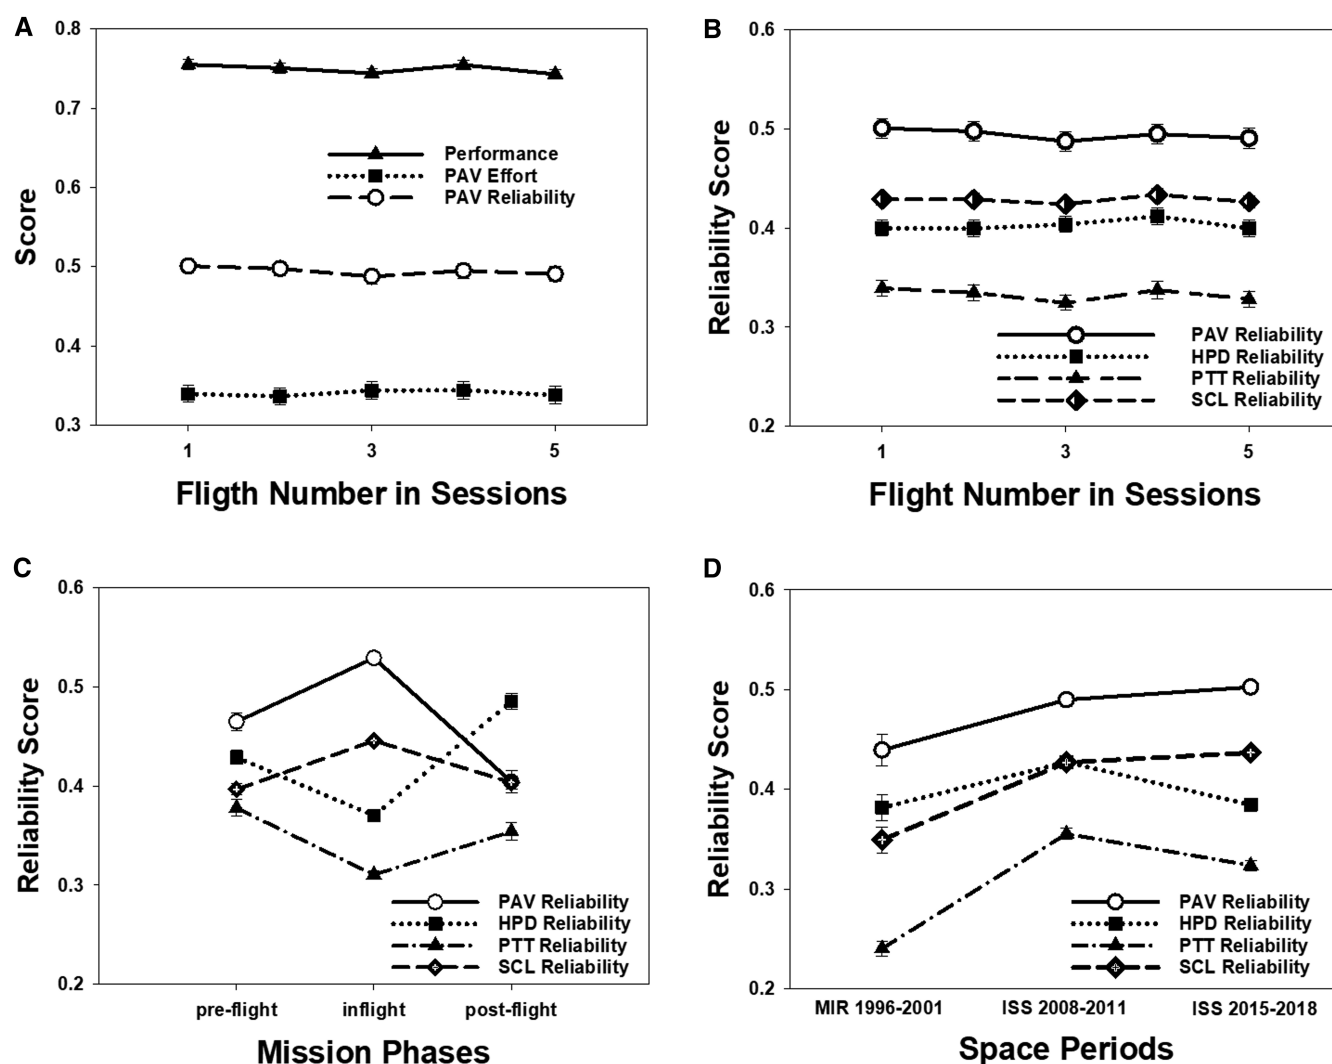 A
0.8
0.7
0.6
0.5
0.4
0.3
Score
Performance
PAV Effort
PAV Reliability
1
3
5
Fligth Number in Sessions
B
0.6
0.5
0.4
0.3
0.2
Reliability Score
PAV Reliability
HPD Reliability
PTT Reliability
SCL Reliability
1
3
5
Flight Number in Sessions
C
0.6
0.5
0.4
0.3
0.2
Reliability Score
PAV Reliability
HPD Reliability
PTT Reliability
SCL Reliability
pre-flight
inflight
post-flight
Mission Phases
D
0.6
0.5
0.4
0.3
0.2
Reliability Score
PAV Reliability
HPD Reliability
PTT Reliability
SCL Reliability
MIR 1996-2001
ISS 2008-2011
ISS 2015-2018
Space Periods